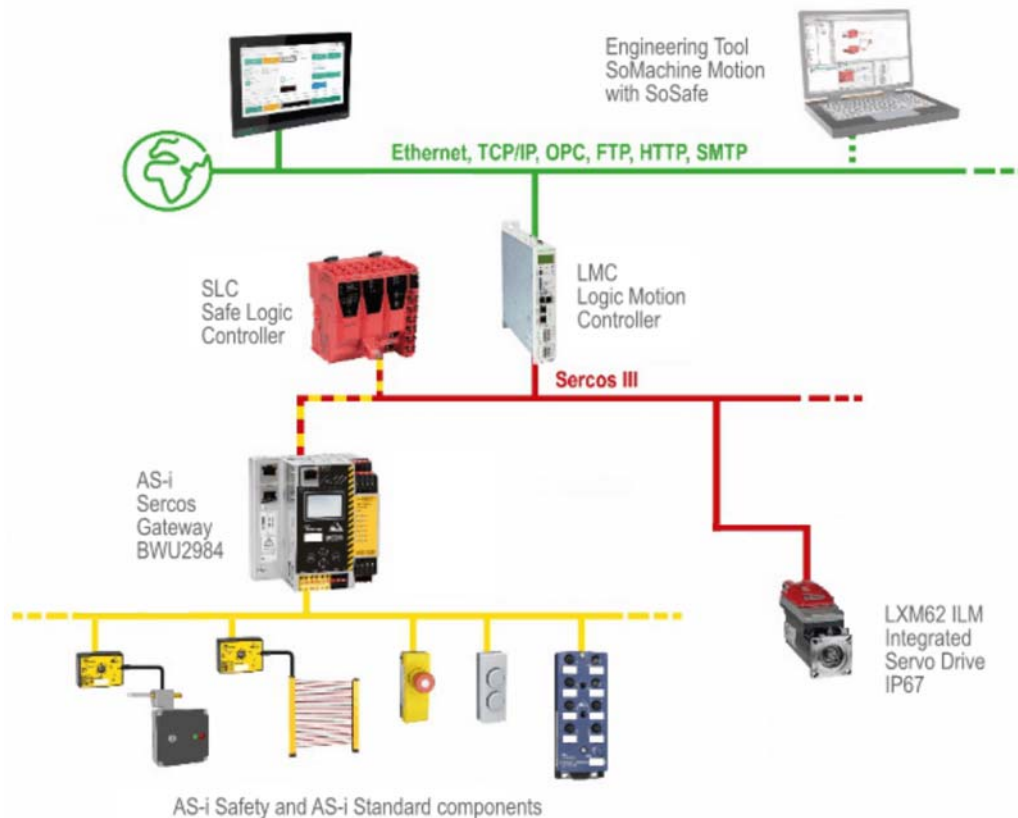 Engineering Tool
SoMachine Motion
with SoSafe
Ethernet, TCP/IP, OPC, FTP, HTTP, SMTP
SLC
Safe Logic
Controller
LMC
Logic Motion
Controller
Sercos III
AS-i
Sercos
Gateway
BWU2984
LXM62 ILM
Integrated
Servo Drive
IP67
AS-i Safety and AS-i Standard components